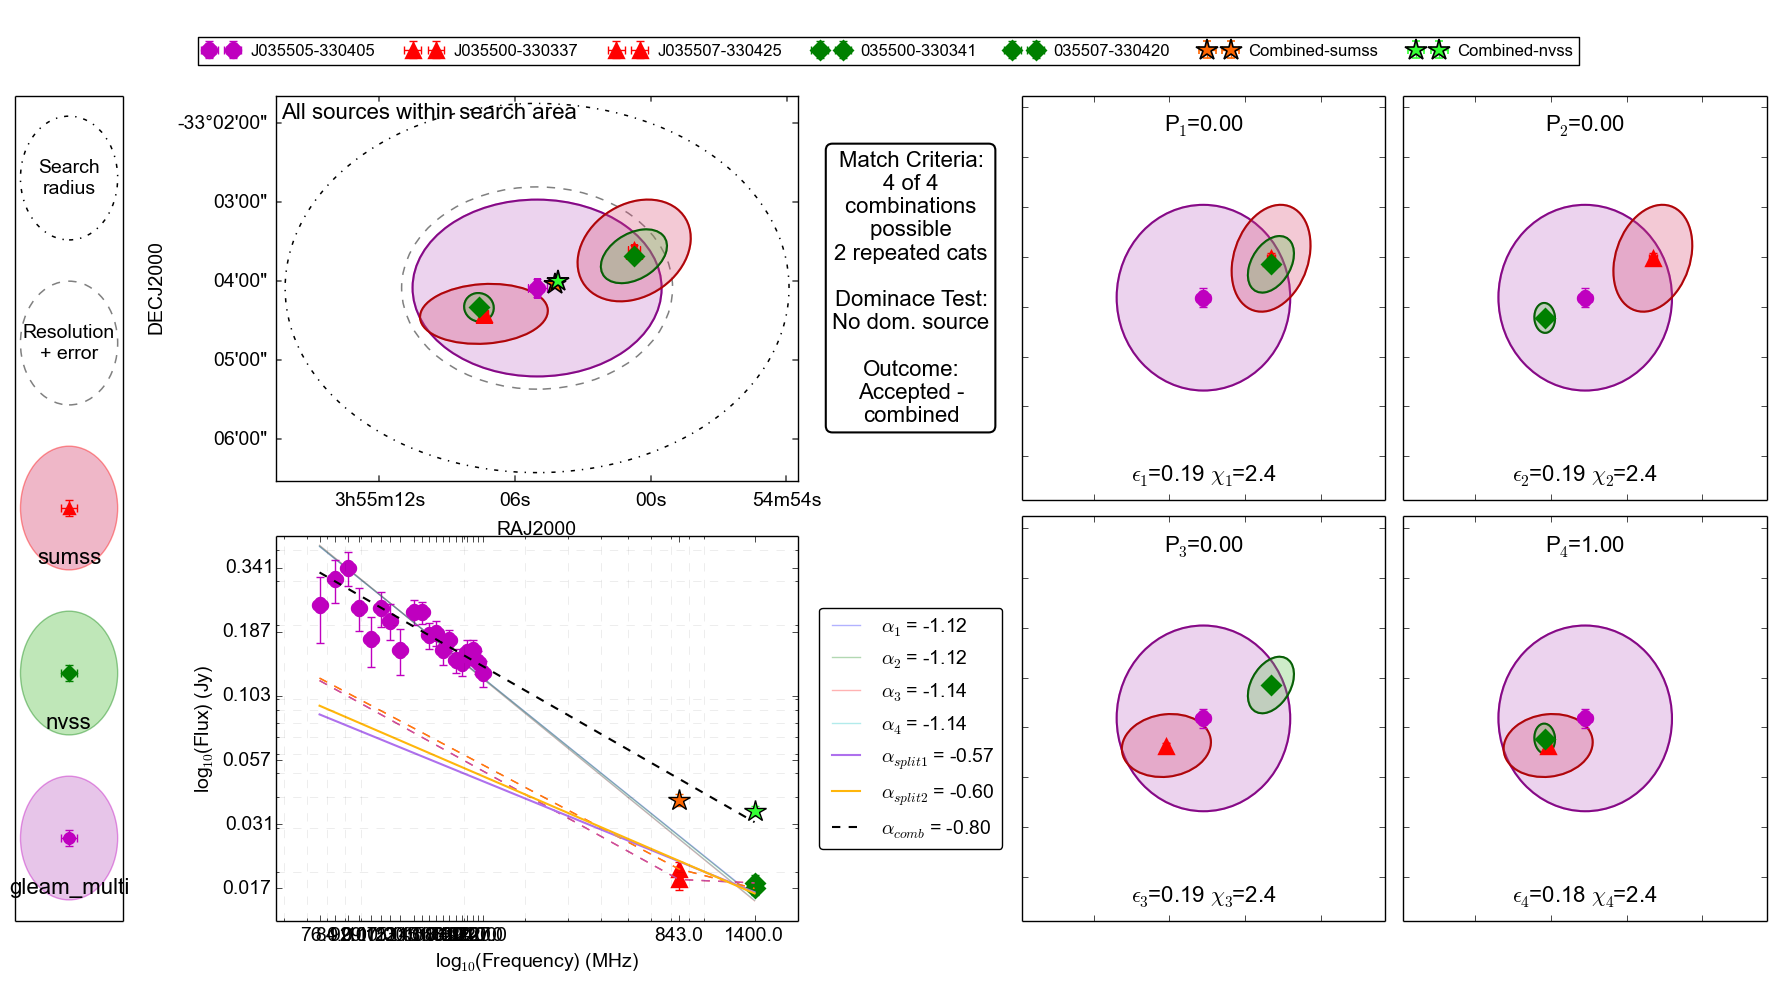 J035505-330405 J035500-330337 J035507-330425 035500-330341 035507-330420 Combined-sumss Combined-nvss
Search
radius
Resolution
+ error
sumss
nvss
gleam_multi
All sources within search area
DECJ2000
-33°02'00"
03'00"
04'00"
05'00"
06'00"
3h55m12s 06s 00s 54m54s
RAJ2000
Match Criteria:
4 of 4
combinations
possible
2 repeated cats
Dominace Test:
No dom. source
Outcome:
Accepted -
combined
P1=0.00
ϵ1=0.19 χ1=2.4
P2=0.00
ϵ2=0.19 χ2=2.4
P3=0.00
ϵ3=0.19 χ3=2.4
P4=1.00
ϵ4=0.18 χ4=2.4
log10(Flux) (Jy)
0.341
0.187
0.103
0.057
0.031
0.017
843.0 1400.0
log10(Frequency) (MHz)
α1 = -1.12
α2 = -1.12
α3 = -1.14
α4 = -1.14
αsplit1 = -0.57
αsplit2 = -0.60
αcomb = -0.80